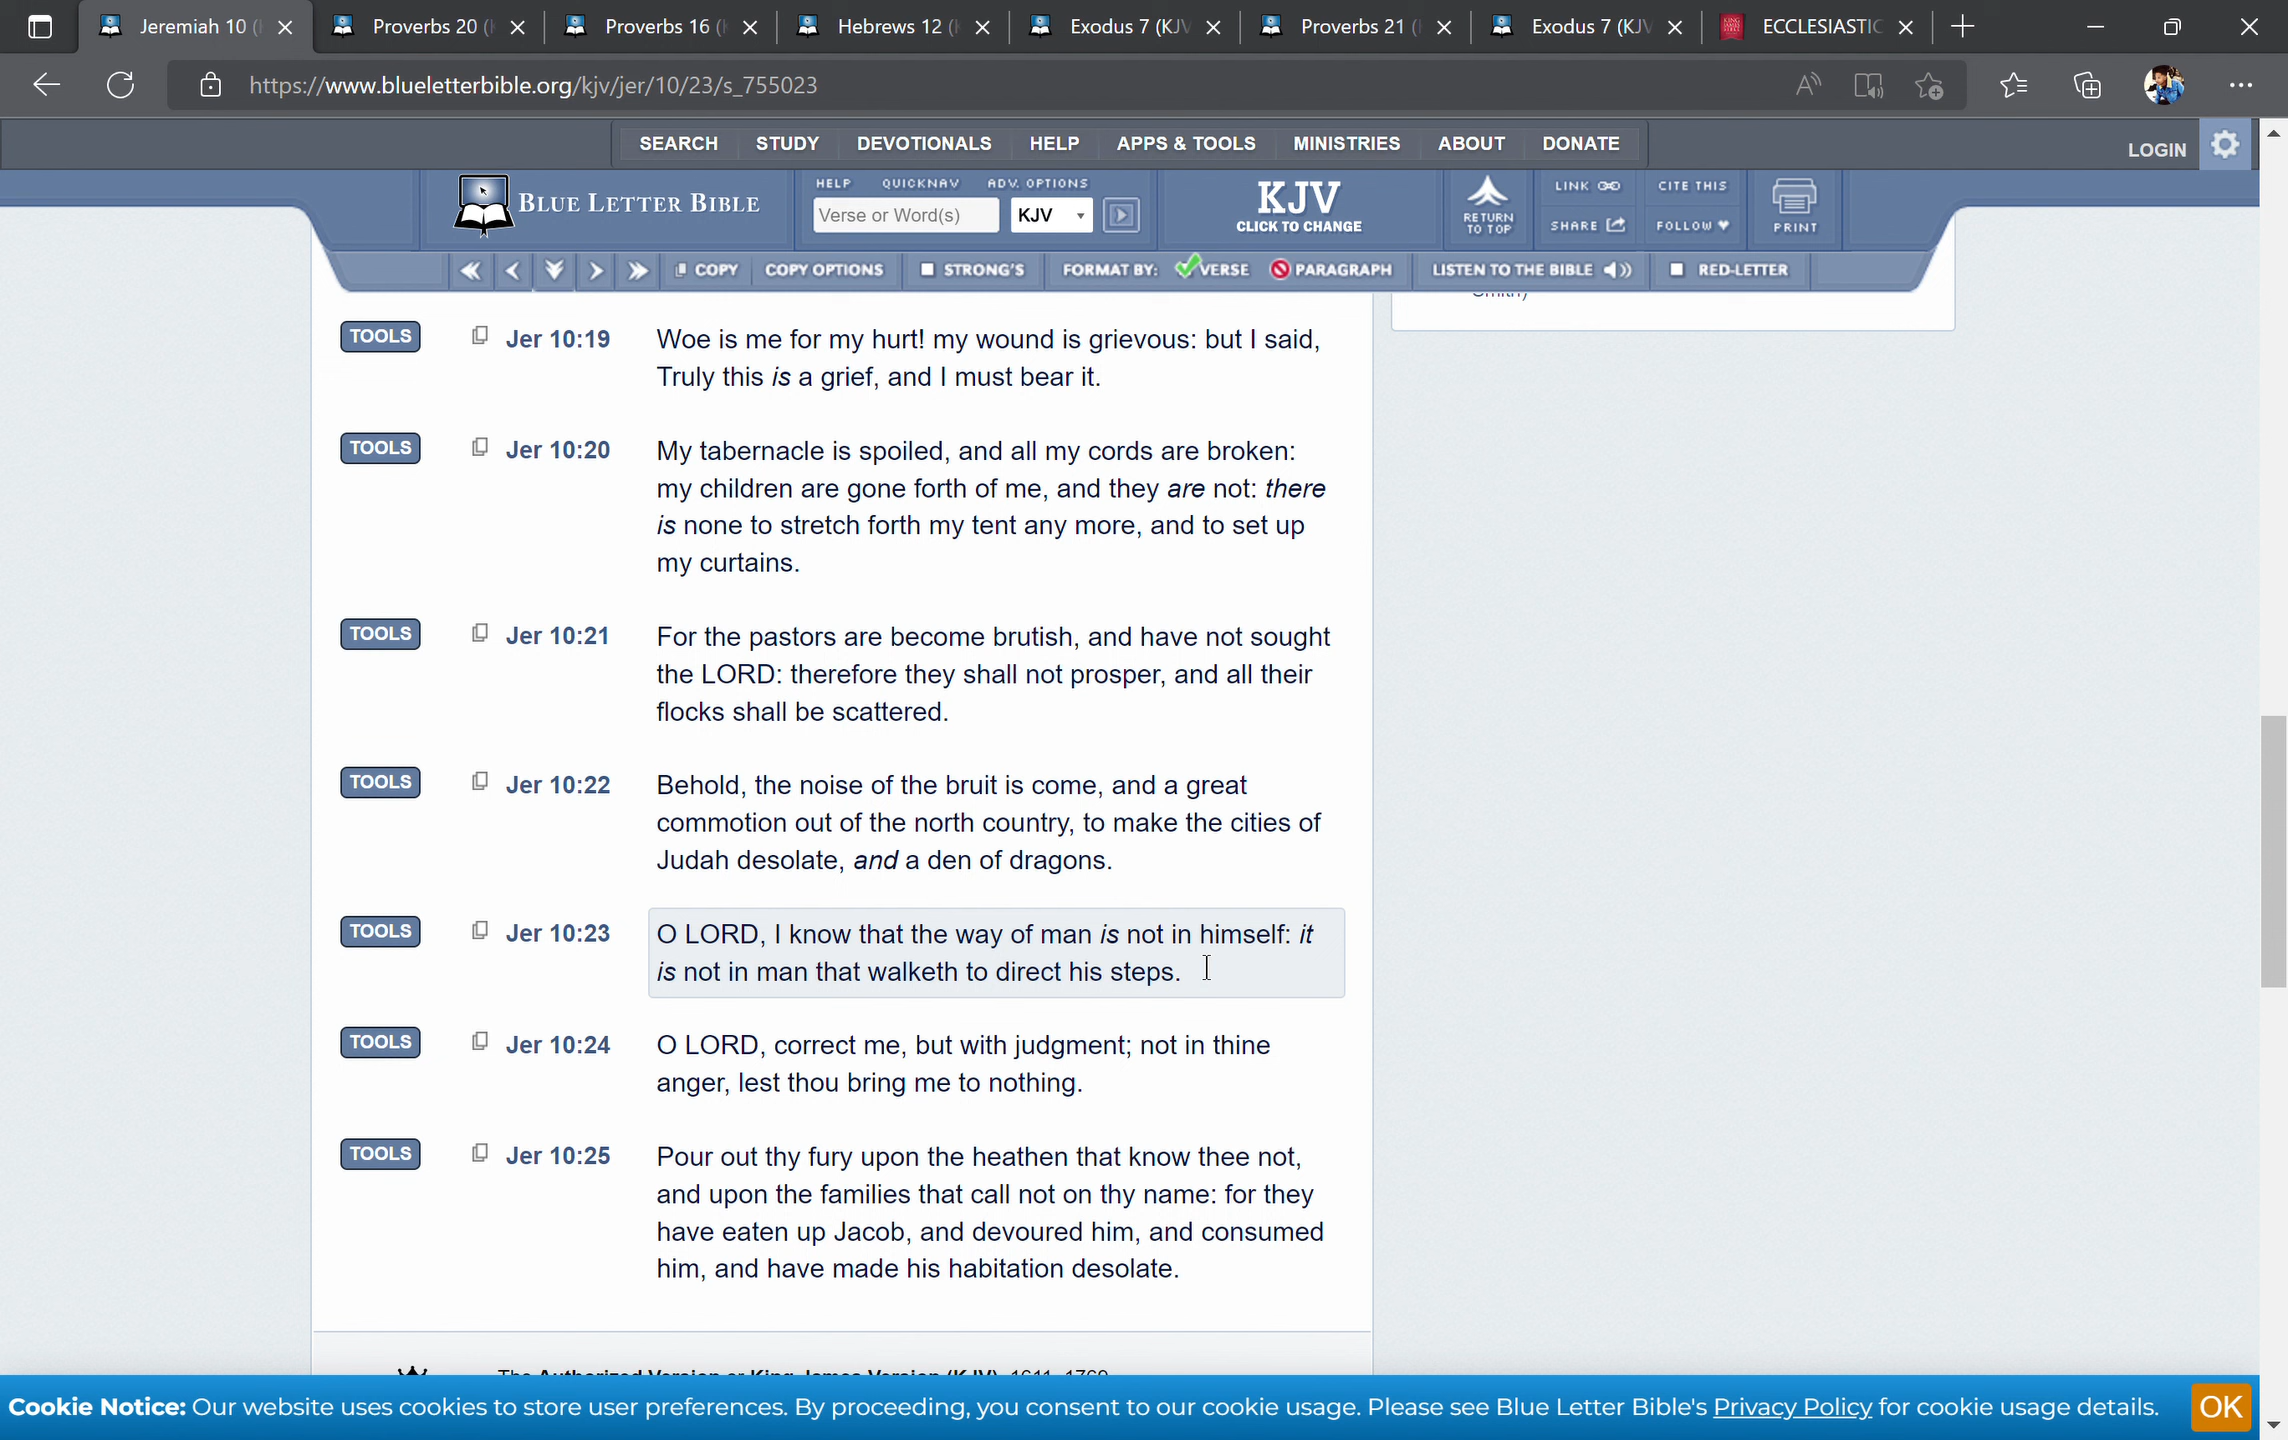 Jeremiah 10 (
Proverbs 20 (
Proverbs 16
Hebrews 12 (
Exodus 7 (KJV
Proverbs 21
Exodus 7 (KJV
ECCLESIASTIC
https://www.blueletterbible.org/kjv/jer/10/23/s_755023
SEARCH STUDY DEVOTIONALS HELP APPS & TOOLS MINISTRIES ABOUT DONATE LOGIN
BLUE LETTER BIBLE
HELP QUICKNAV ADV. OPTIONS
Verse or Word(s) KJV
KJV
CLICK TO CHANGE
RETURN
TO TOP
LINK CITE THIS
SHARE FOLLOW
PRINT
COPY COPY OPTIONS STRONG'S FORMAT BY: VERSE PARAGRAPH LISTEN TO THE BIBLE RED-LETTER
TOOLS Jer 10:19 Woe is me for my hurt! my wound is grievous: but I said,
Truly this is a grief, and I must bear it.
TOOLS Jer 10:20 My tabernacle is spoiled, and all my cords are broken:
my children are gone forth of me, and they are not: there
is none to stretch forth my tent any more, and to set up
my curtains.
TOOLS Jer 10:21 For the pastors are become brutish, and have not sought
the LORD: therefore they shall not prosper, and all their
flocks shall be scattered.
TOOLS Jer 10:22 Behold, the noise of the bruit is come, and a great
commotion out of the north country, to make the cities of
Judah desolate, and a den of dragons.
TOOLS Jer 10:23 O LORD, I know that the way of man is not in himself: it
is not in man that walketh to direct his steps.
TOOLS Jer 10:24 O LORD, correct me, but with judgment; not in thine
anger, lest thou bring me to nothing.
TOOLS Jer 10:25 Pour out thy fury upon the heathen that know thee not,
and upon the families that call not on thy name: for they
have eaten up Jacob, and devoured him, and consumed
him, and have made his habitation desolate.
The Authorized Version or King James Version (KJV), 1611, 1769
Cookie Notice: Our website uses cookies to store user preferences. By proceeding, you consent to our cookie usage. Please see Blue Letter Bible's Privacy Policy for cookie usage details. OK